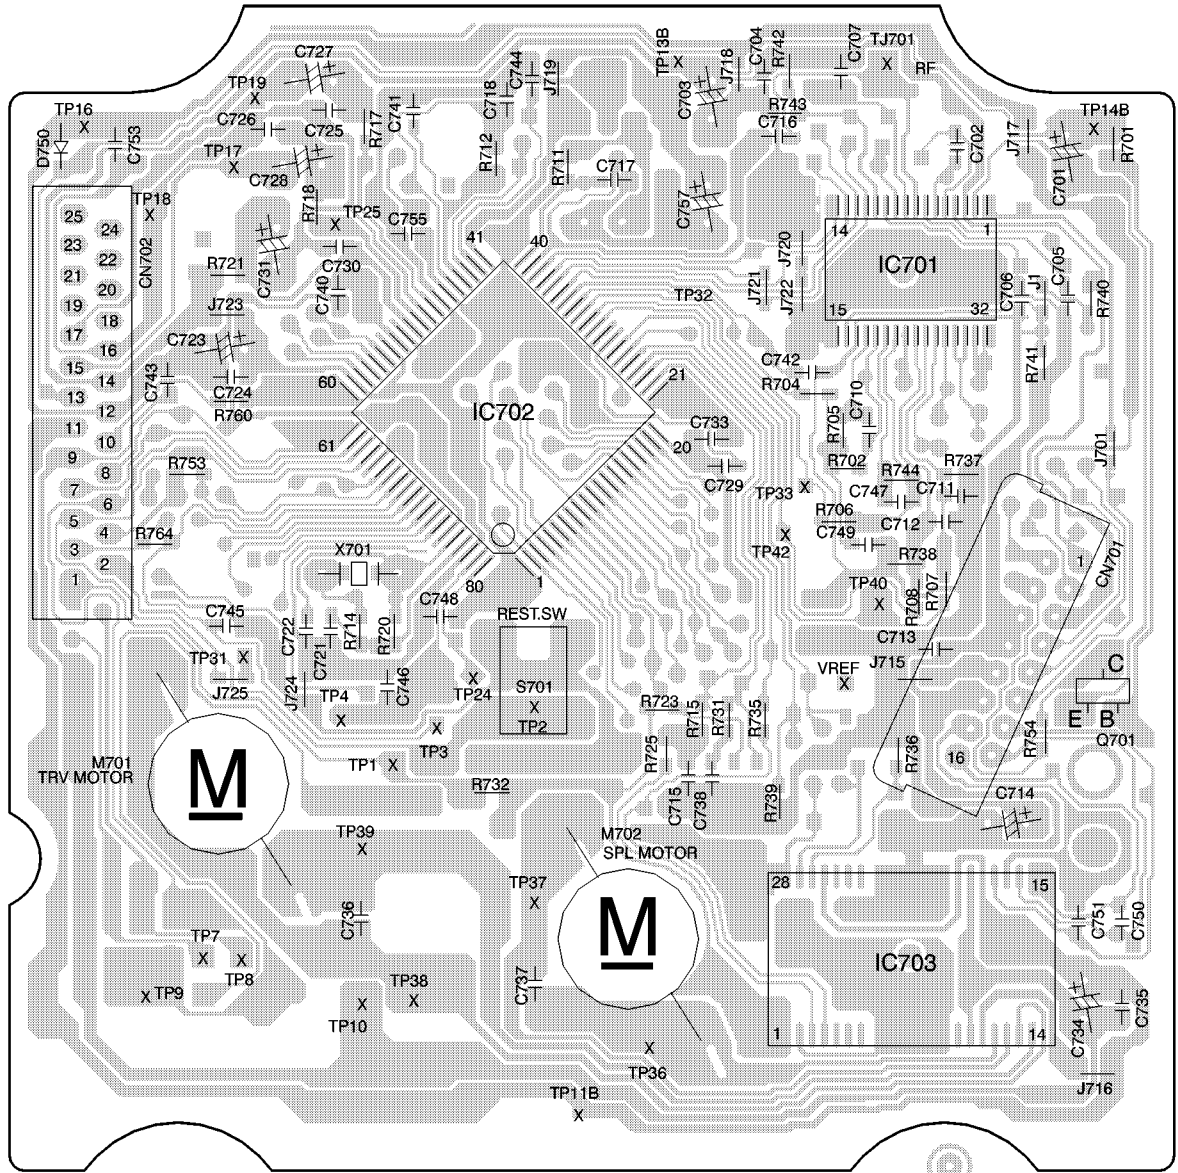 C727
TP13B
J718
C704
R742
C707
TJ701
RF
TP19
C744
J719
C718
C703
R743
C716
TP16
TP14B
D750
C753
C726
C725
R717
C741
R712
R711
C717
C702
J717
C701
R701
TP17
C728
R718
TP25
C755
C757
TP18
25
24
23
22
21
20
19
18
17
16
15
14
13
12
11
10
9
8
7
6
5
4
3
2
1
CN702
C731
C730
C740
41
40
J720
J721
J722
14
1
IC701
15
32
C706
J1
C705
R740
R721
J723
TP32
C723
C743
C724
R760
60
21
IC702
61
20
C742
R704
R741
C710
R705
C733
C729
R702
R744
R737
J701
R753
TP33
C747
C711
R706
C712
C749
TP42
R764
R738
1
CN701
X701
80
1
TP40
R708
R707
C748
REST.SW
C745
C722
C721
R714
R720
C713
J715
TP31
J725
J724
TP4
C746
TP24
S701
TP2
VREF
C
E
B
Q701
R723
R715
R731
R735
TP3
R754
M701
TRV MOTOR
M
TP1
R725
R736
16
R732
C715
C738
R739
C714
TP39
M702
SPL MOTOR
M
TP37
28
15
IC703
1
14
C736
C751
C750
TP7
TP8
TP9
TP38
TP10
C737
C734
C735
TP36
J716
TP11B